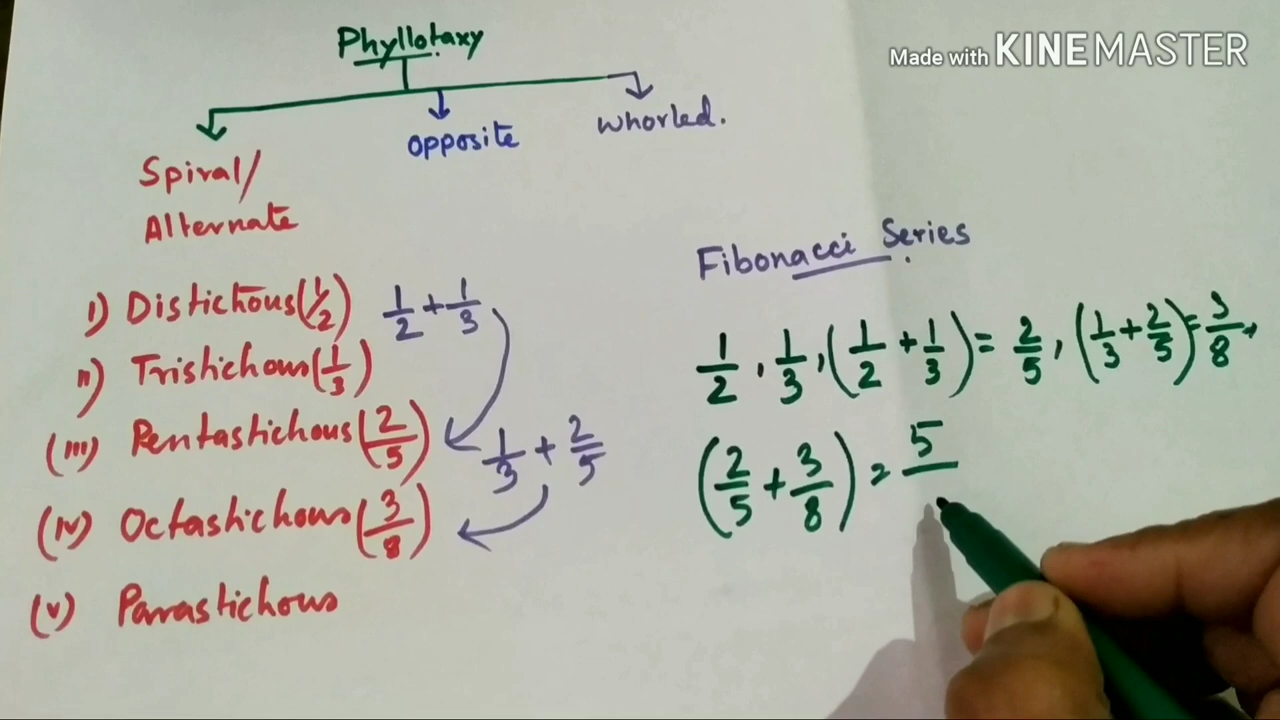 Made with KINEMASTER
Phyllotaxy
Spiral/
Alternate
opposite
whorled.
i) Distichous(1/2) 1/2 + 1/3
ii) Tristichous(1/3)
(iii) Pentastichous(2/5) 1/3 + 2/5
(iv) Octastichous(3/8)
(v) Parastichous
Fibonacci Series
1/2, 1/3, (1/2 + 1/3) = 2/5, (1/3 + 2/5) = 3/8,
(2/5 + 3/8) = 5